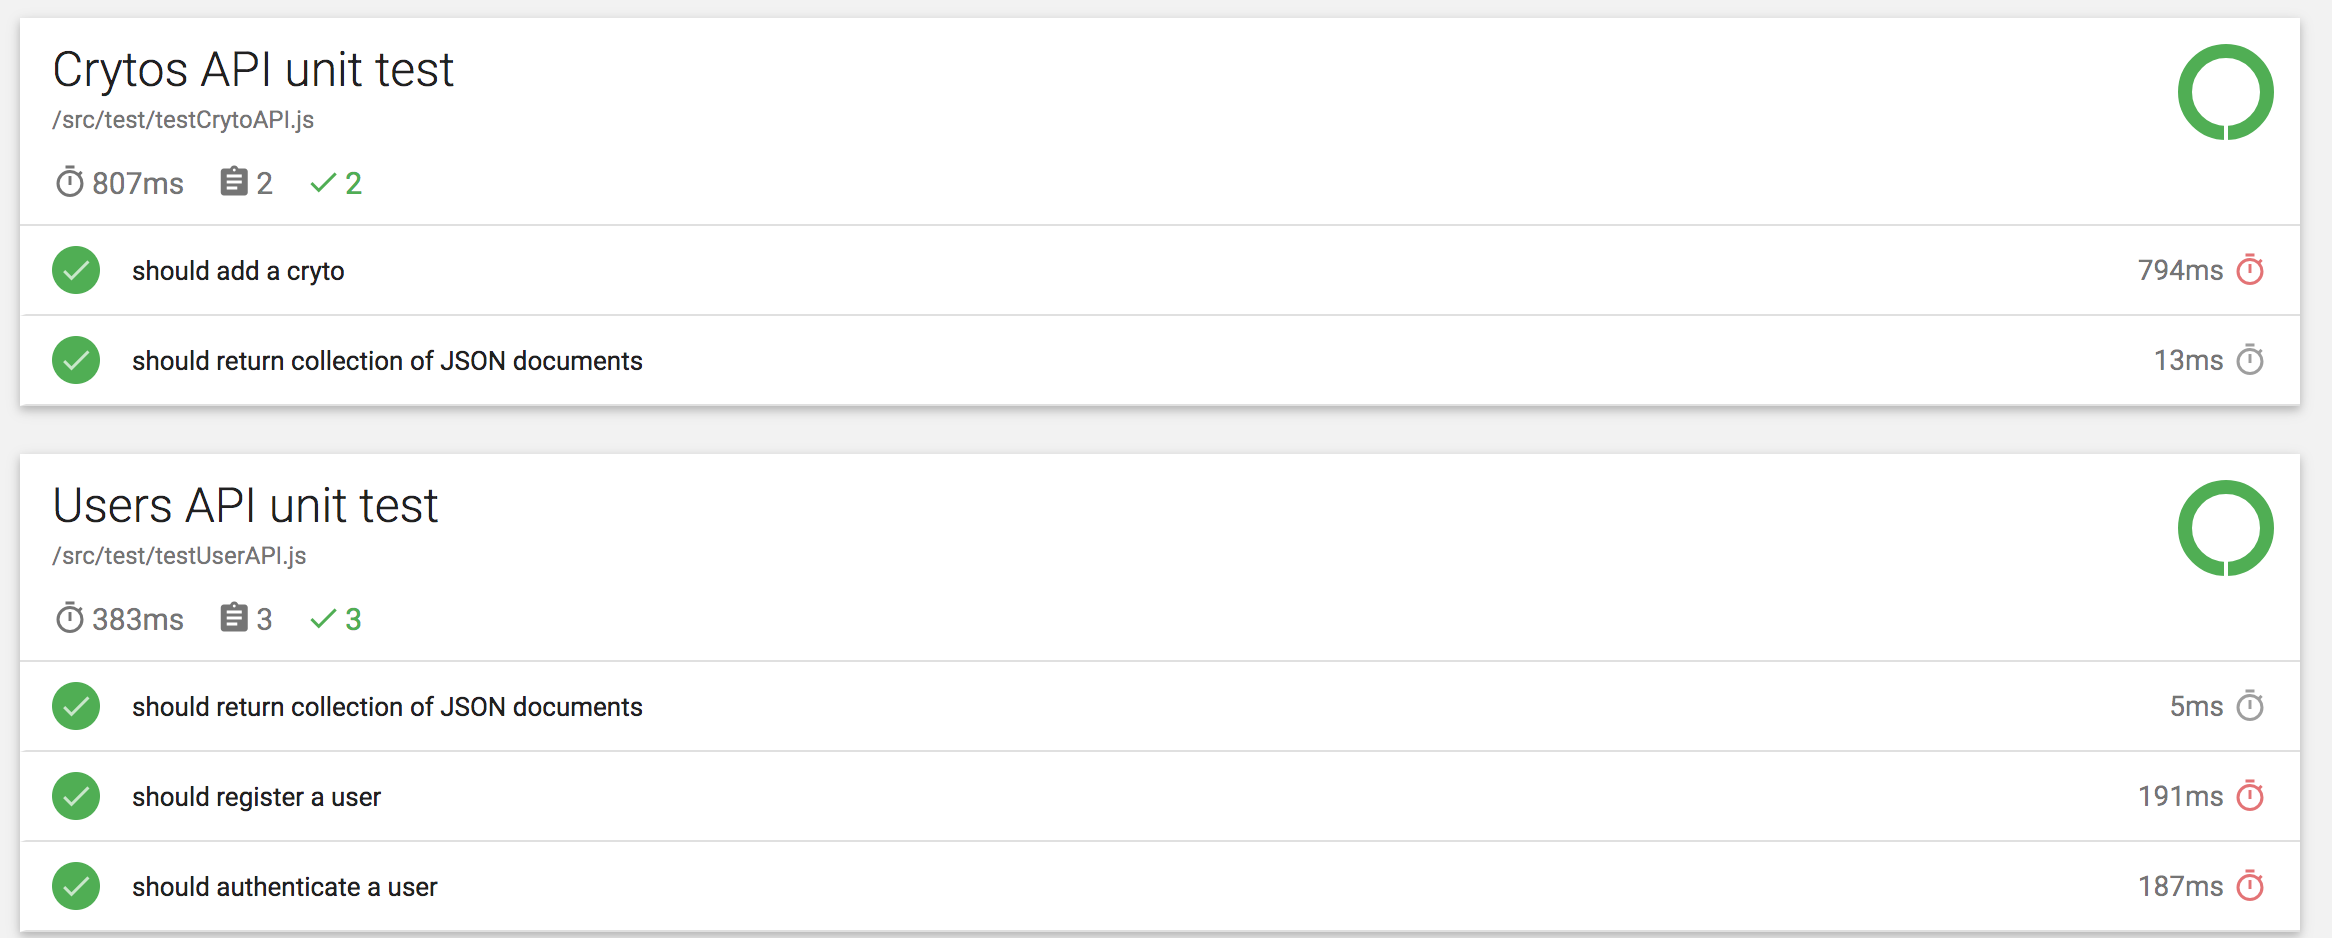 Crytos API unit test
/src/test/testCrytoAPI.js
807ms 2 2
should add a cryto 794ms
should return collection of JSON documents 13ms
Users API unit test
/src/test/testUserAPI.js
383ms 3 3
should return collection of JSON documents 5ms
should register a user 191ms
should authenticate a user 187ms